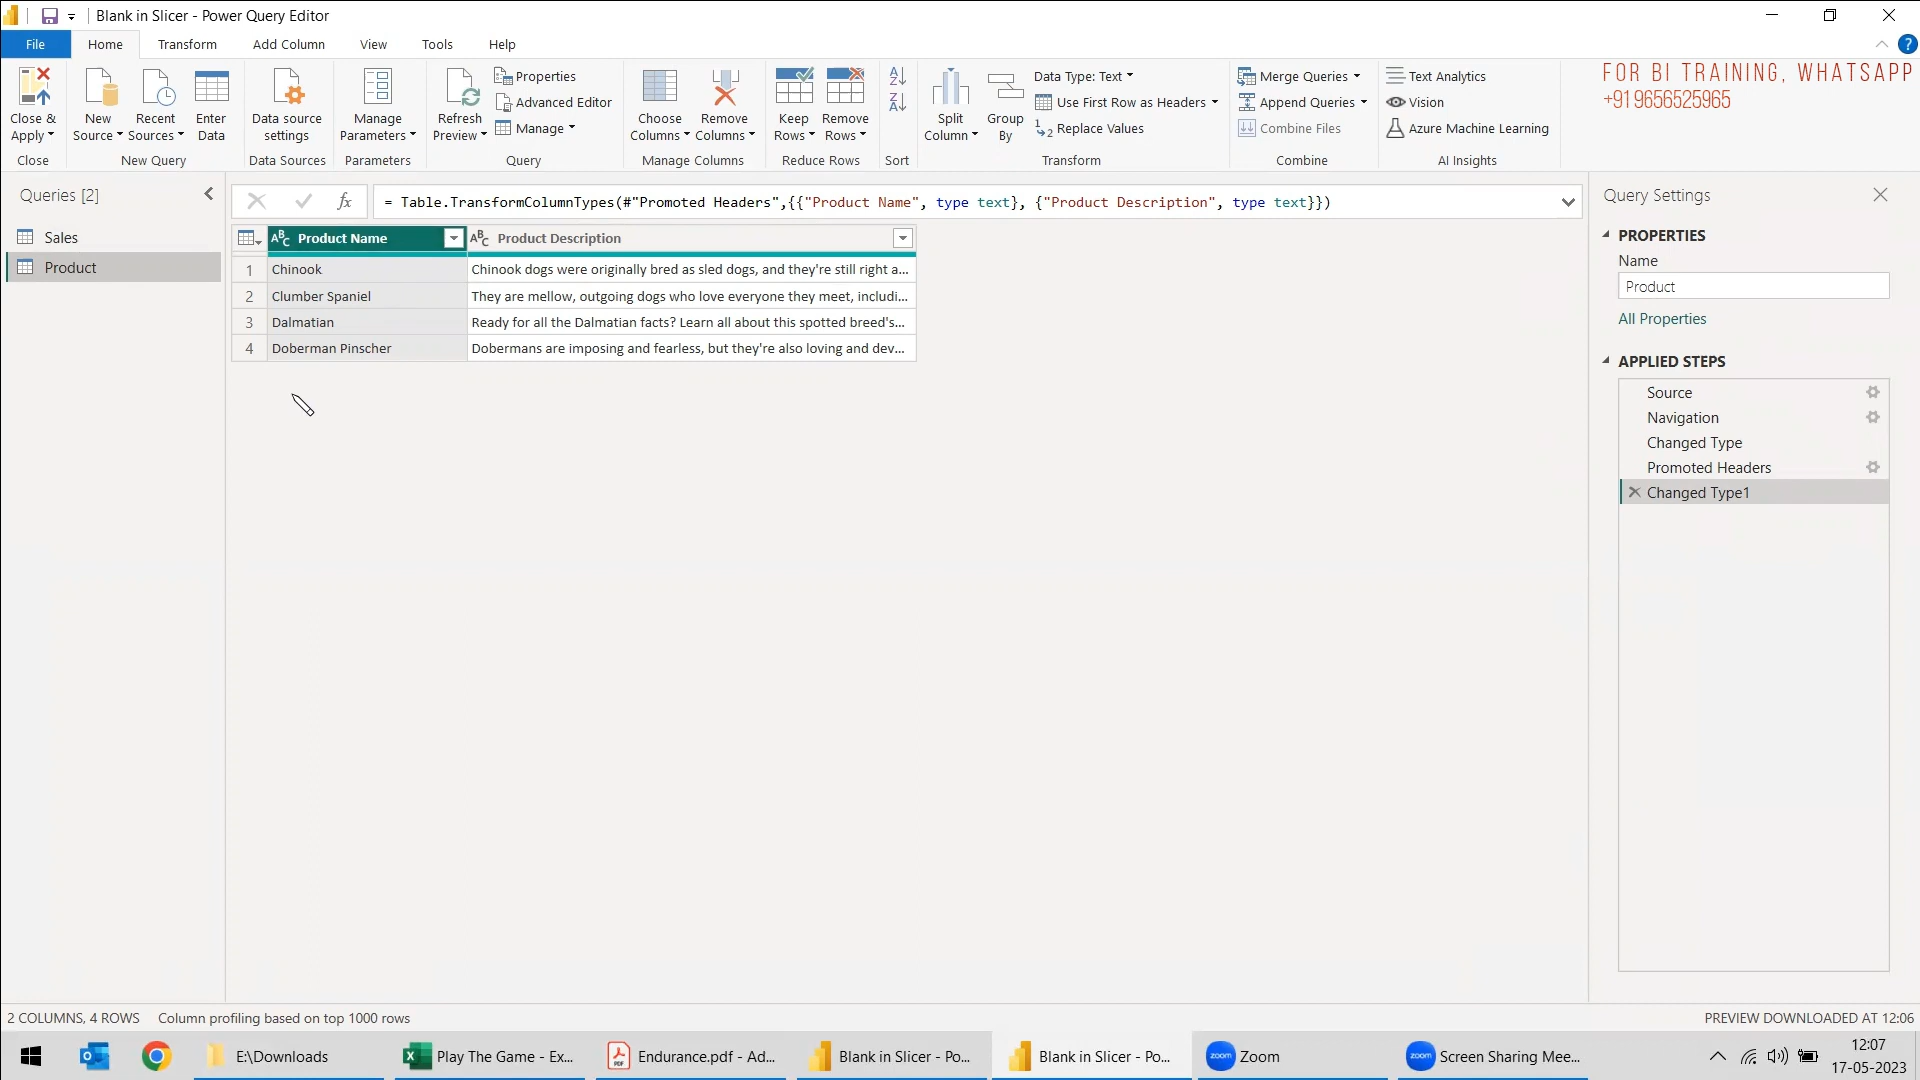 Blank in Slicer - Power Query Editor
File Home Transform Add Column View Tools Help
Close & Apply
Close
New Source
Recent Sources
Enter Data
New Query
Data source settings
Data Sources
Manage Parameters
Parameters
Refresh Preview
Properties
Advanced Editor
Manage
Query
Choose Columns
Remove Columns
Manage Columns
Keep Rows
Remove Rows
Reduce Rows
Sort
Split Column
Group By
Data Type: Text
Use First Row as Headers
Replace Values
Transform
Merge Queries
Append Queries
Combine Files
Combine
Text Analytics
Vision
Azure Machine Learning
AI Insights
FOR BI TRAINING, WHATSAPP
+91 9656525965
Queries [2]
Sales
Product
= Table.TransformColumnTypes(#"Promoted Headers",{{"Product Name", type text}, {"Product Description", type text}})
Product Name Product Description
1 Chinook Chinook dogs were originally bred as sled dogs, and they're still right a...
2 Clumber Spaniel They are mellow, outgoing dogs who love everyone they meet, includi...
3 Dalmatian Ready for all the Dalmatian facts? Learn all about this spotted breed's...
4 Doberman Pinscher Dobermans are imposing and fearless, but they're also loving and dev...
Query Settings
PROPERTIES
Name
Product
All Properties
APPLIED STEPS
Source
Navigation
Changed Type
Promoted Headers
Changed Type1
2 COLUMNS, 4 ROWS Column profiling based on top 1000 rows
PREVIEW DOWNLOADED AT 12:06
E:\Downloads
Play The Game - Ex...
Endurance.pdf - Ad...
Blank in Slicer - Po...
Blank in Slicer - Po...
zoom Zoom
zoom Screen Sharing Mee...
12:07
17-05-2023